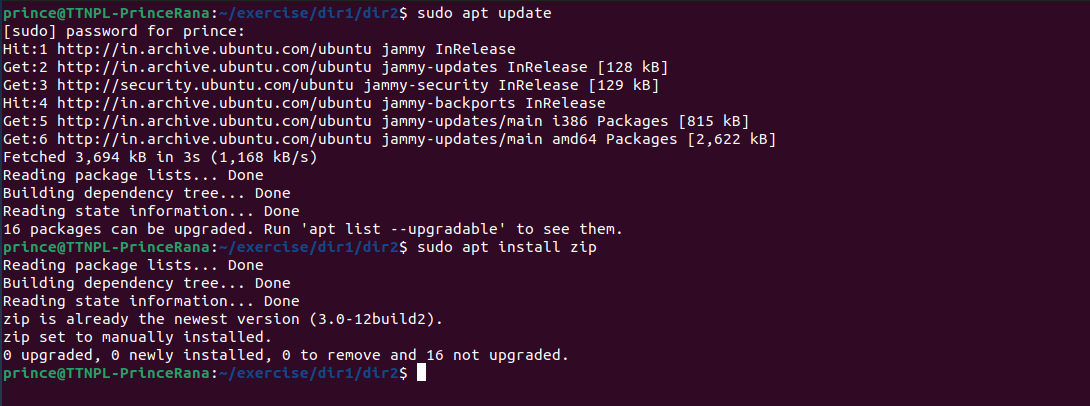 prince@TTNPL-PrinceRana:~/exercise/dir1/dir2$ sudo apt update
[sudo] password for prince:
Hit:1 http://in.archive.ubuntu.com/ubuntu jammy InRelease
Get:2 http://in.archive.ubuntu.com/ubuntu jammy-updates InRelease [128 kB]
Get:3 http://security.ubuntu.com/ubuntu jammy-security InRelease [129 kB]
Hit:4 http://in.archive.ubuntu.com/ubuntu jammy-backports InRelease
Get:5 http://in.archive.ubuntu.com/ubuntu jammy-updates/main i386 Packages [815 kB]
Get:6 http://in.archive.ubuntu.com/ubuntu jammy-updates/main amd64 Packages [2,622 kB]
Fetched 3,694 kB in 3s (1,168 kB/s)
Reading package lists... Done
Building dependency tree... Done
Reading state information... Done
16 packages can be upgraded. Run 'apt list --upgradable' to see them.
prince@TTNPL-PrinceRana:~/exercise/dir1/dir2$ sudo apt install zip
Reading package lists... Done
Building dependency tree... Done
Reading state information... Done
zip is already the newest version (3.0-12build2).
zip set to manually installed.
0 upgraded, 0 newly installed, 0 to remove and 16 not upgraded.
prince@TTNPL-PrinceRana:~/exercise/dir1/dir2$